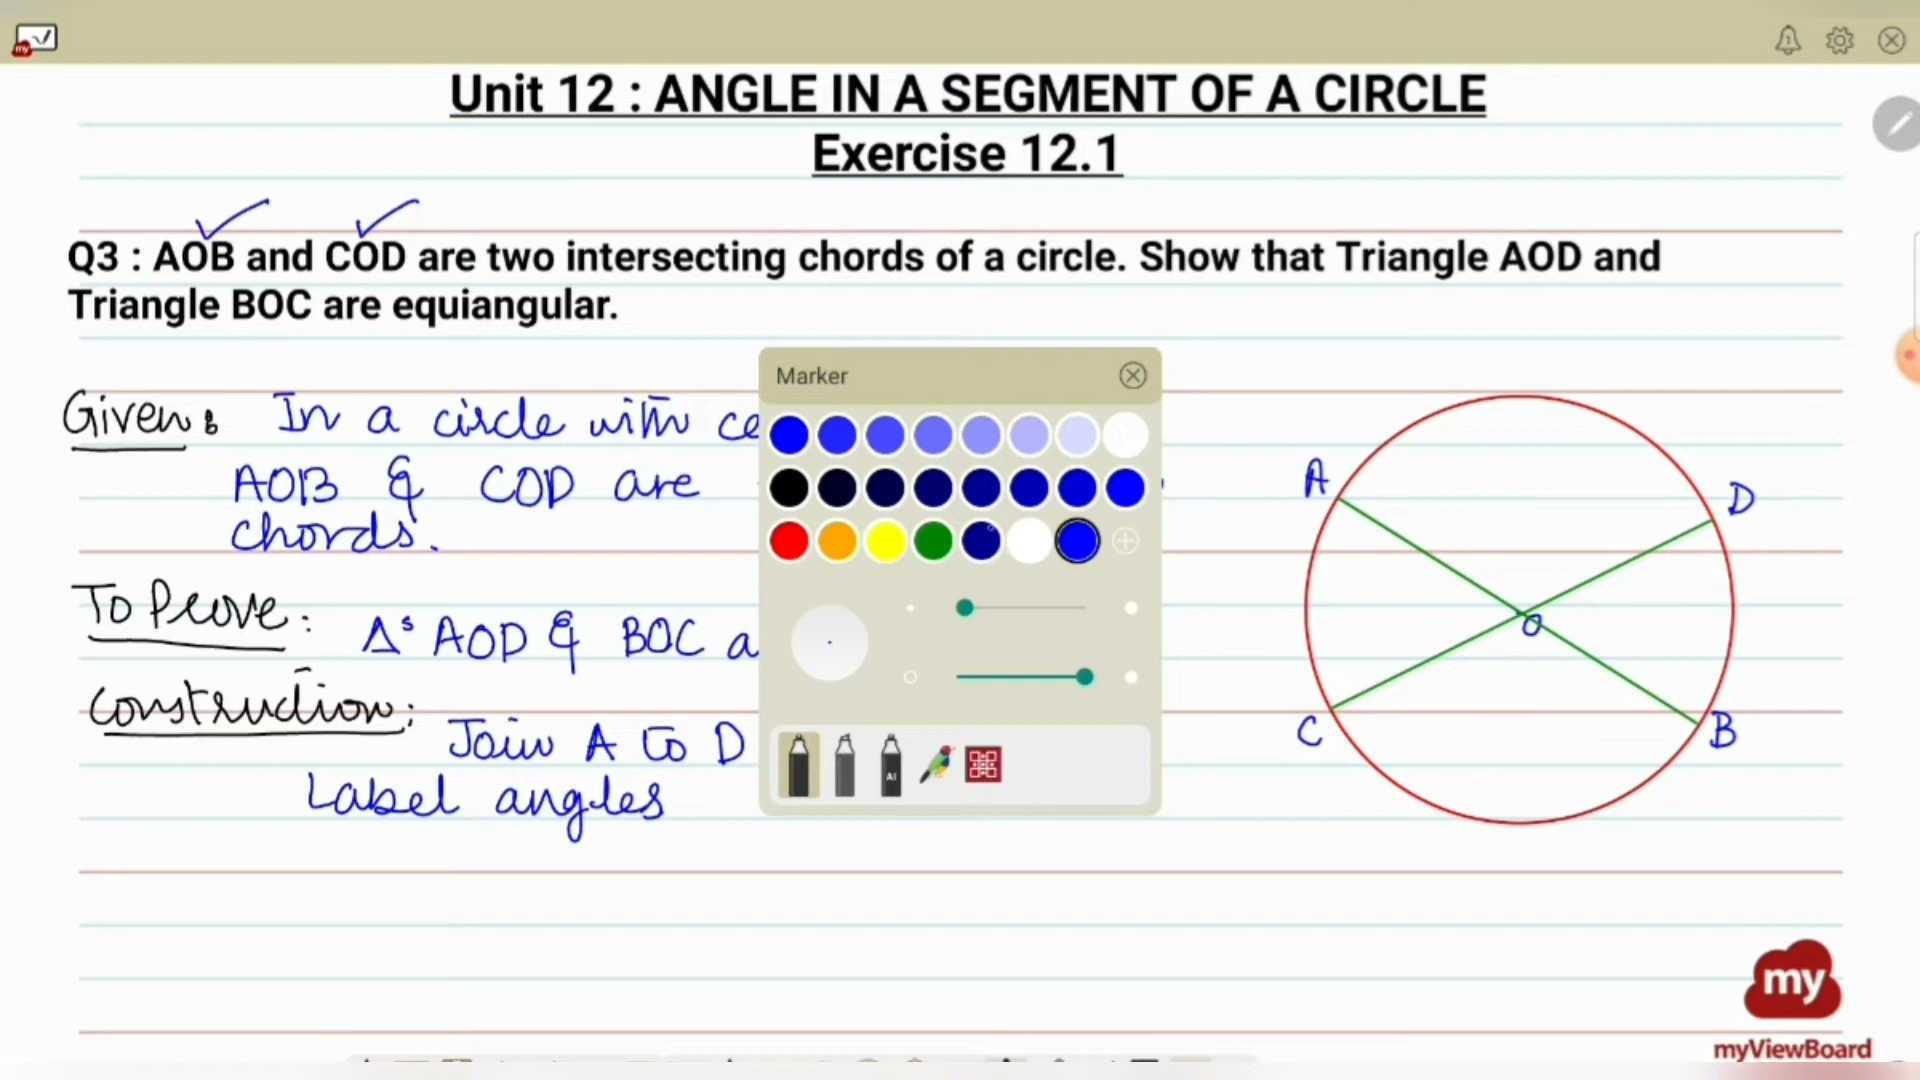 Unit 12 : ANGLE IN A SEGMENT OF A CIRCLE
Exercise 12.1
Q3 : AOB and COD are two intersecting chords of a circle. Show that Triangle AOD and
Triangle BOC are equiangular.
Given: In a circle with ce
AOB & COD are
chords.
To Prove: Δs AOD & BOC a
Construction:
Join A to D
Label angles
Marker
AI
A
D
O
C
B
my
my
myViewBoard